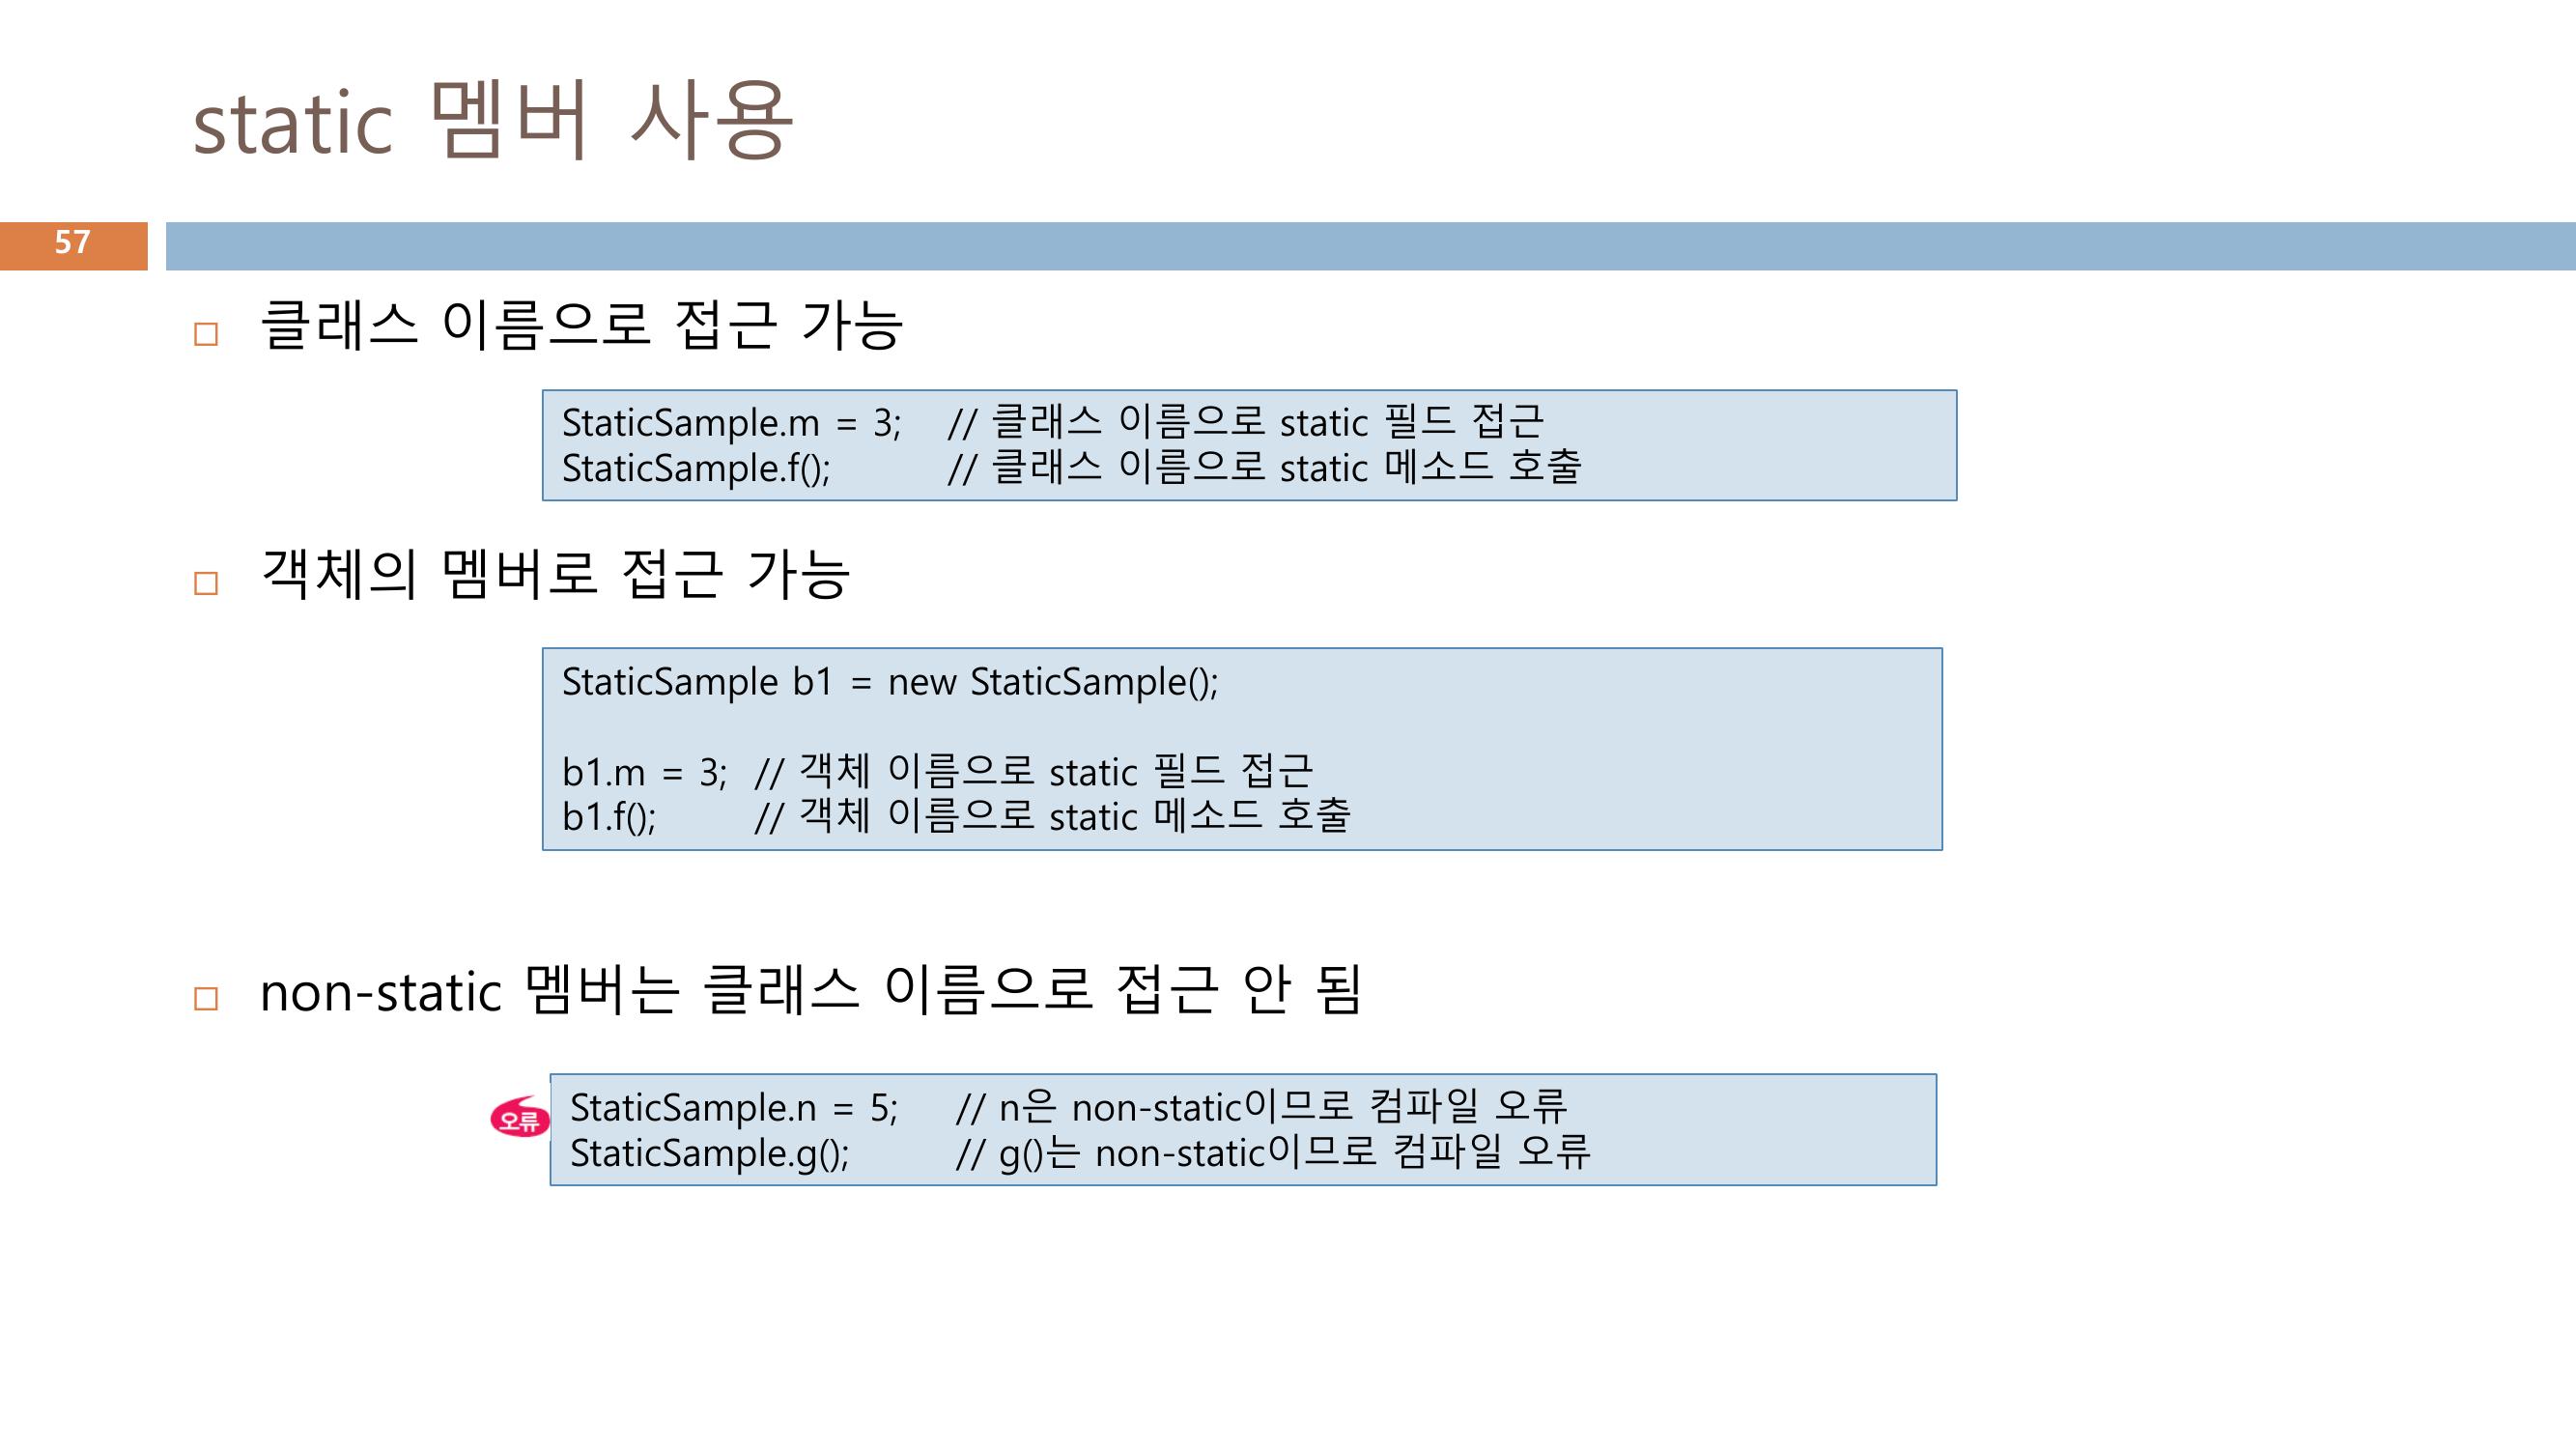 static 멤버 사용
57
클래스 이름으로 접근 가능
StaticSample.m = 3; // 클래스 이름으로 static 필드 접근
StaticSample.f(); // 클래스 이름으로 static 메소드 호출
객체의 멤버로 접근 가능
StaticSample b1 = new StaticSample();
b1.m = 3; // 객체 이름으로 static 필드 접근
b1.f(); // 객체 이름으로 static 메소드 호출
non-static 멤버는 클래스 이름으로 접근 안 됨
오류
StaticSample.n = 5; // n은 non-static이므로 컴파일 오류
StaticSample.g(); // g()는 non-static이므로 컴파일 오류